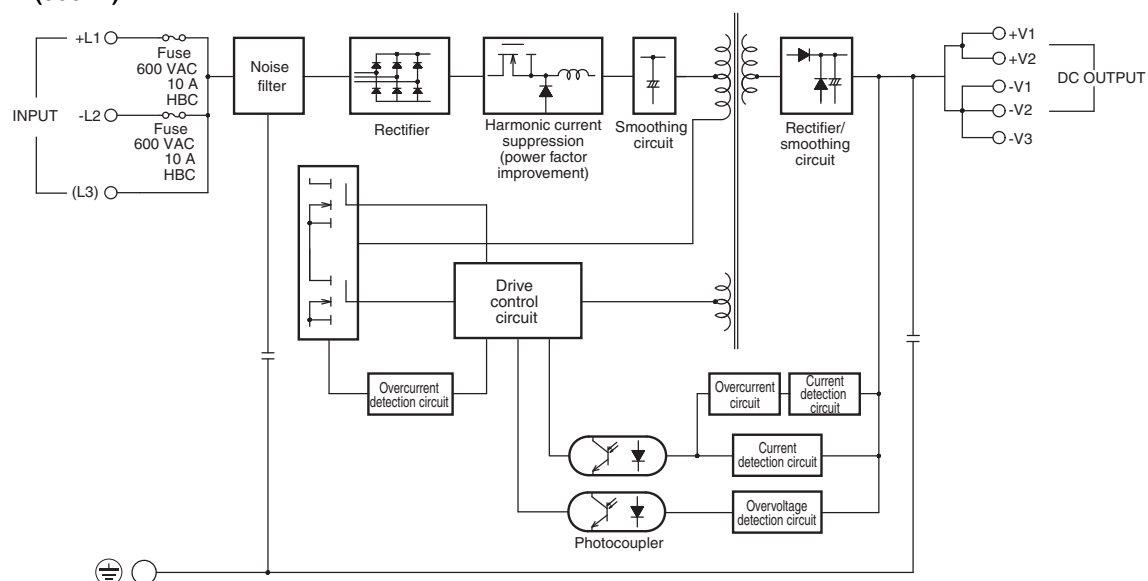 +L1
Fuse
600 VAC
10 A
HBC
INPUT
-L2
Fuse
600 VAC
10 A
HBC
(L3)
Noise
filter
Rectifier
Harmonic current
suppression
(power factor
improvement)
Smoothing
circuit
Rectifier/
smoothing
circuit
+V1
+V2
-V1
-V2
-V3
DC OUTPUT
Drive
control
circuit
Overcurrent
detection circuit
Overcurrent
circuit
Current
detection
circuit
Current
detection circuit
Overvoltage
detection circuit
Photocoupler